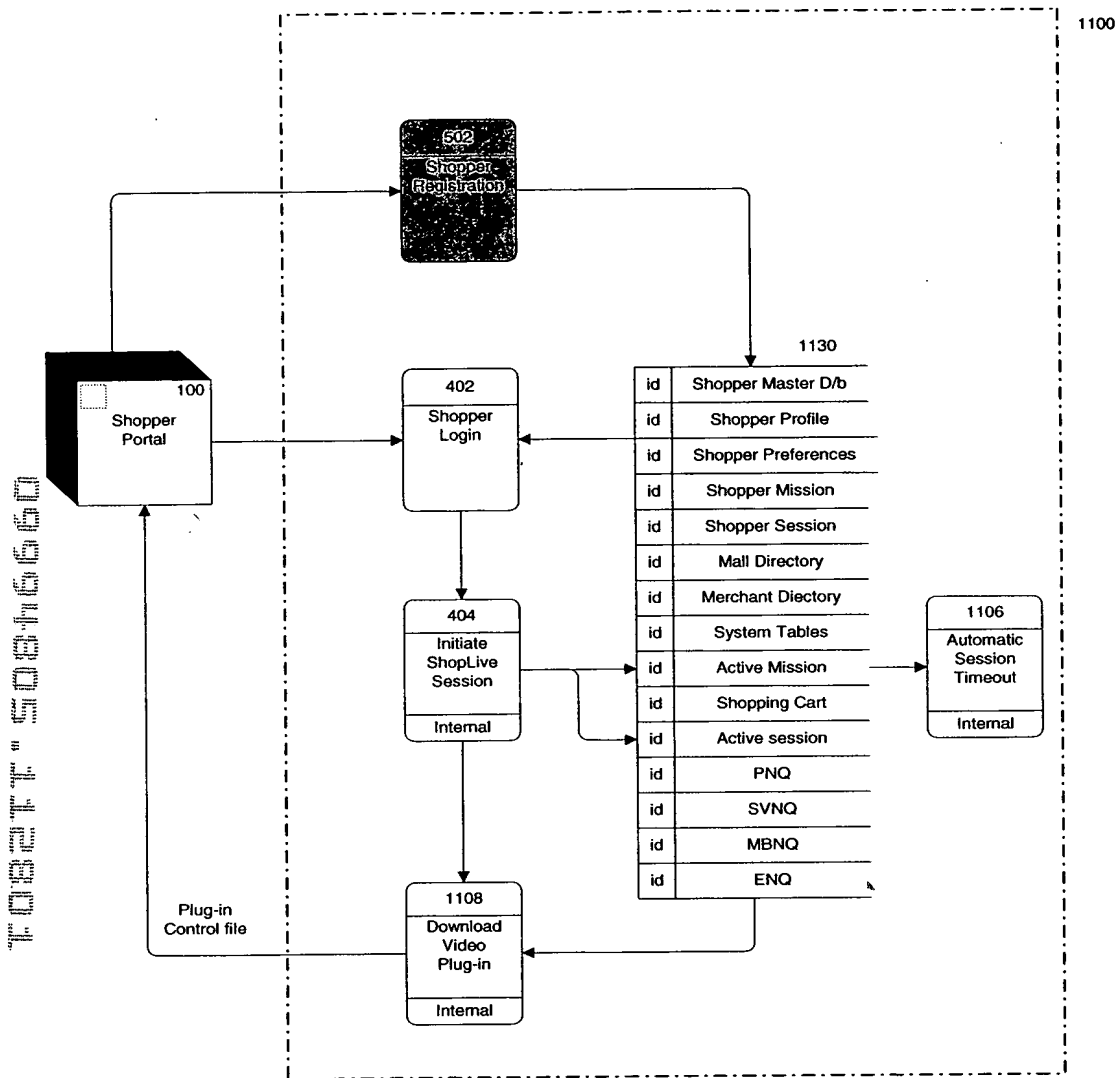 1100
502
Shopper
Registration
1130
100
Shopper
Portal
402
Shopper
Login
id Shopper Master D/b
id Shopper Profile
id Shopper Preferences
id Shopper Mission
id Shopper Session
id Mall Directory
id Merchant Diectory
id System Tables
id Active Mission
id Shopping Cart
id Active session
id PNQ
id SVNQ
id MBNQ
id ENQ
404
Initiate
ShopLive
Session
Internal
1106
Automatic
Session
Timeout
Internal
1108
Download
Video
Plug-in
Internal
Plug-in
Control file